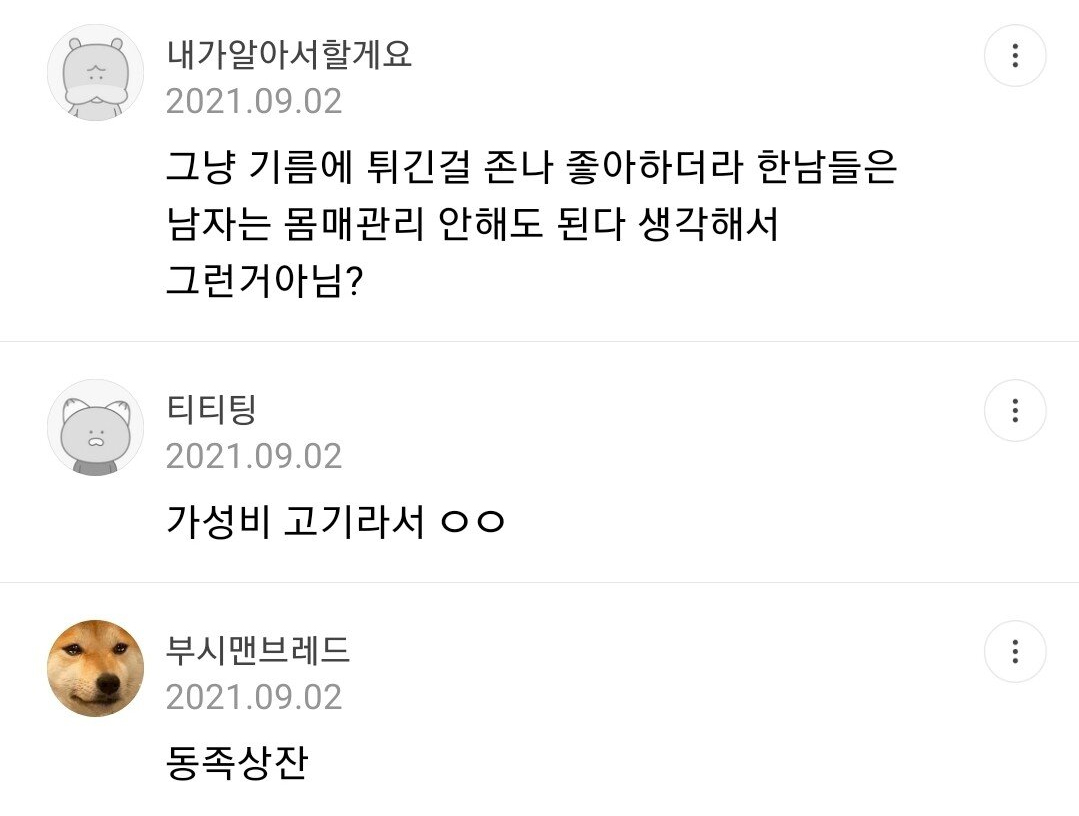 내가알아서할게요
2021.09.02
그냥 기름에 튀긴걸 존나 좋아하더라 한남들은
남자는 몸매관리 안해도 된다 생각해서
그런거아님?
티티팅
2021.09.02
가성비 고기라서 ㅇㅇ
부시맨브레드
2021.09.02
동족상잔